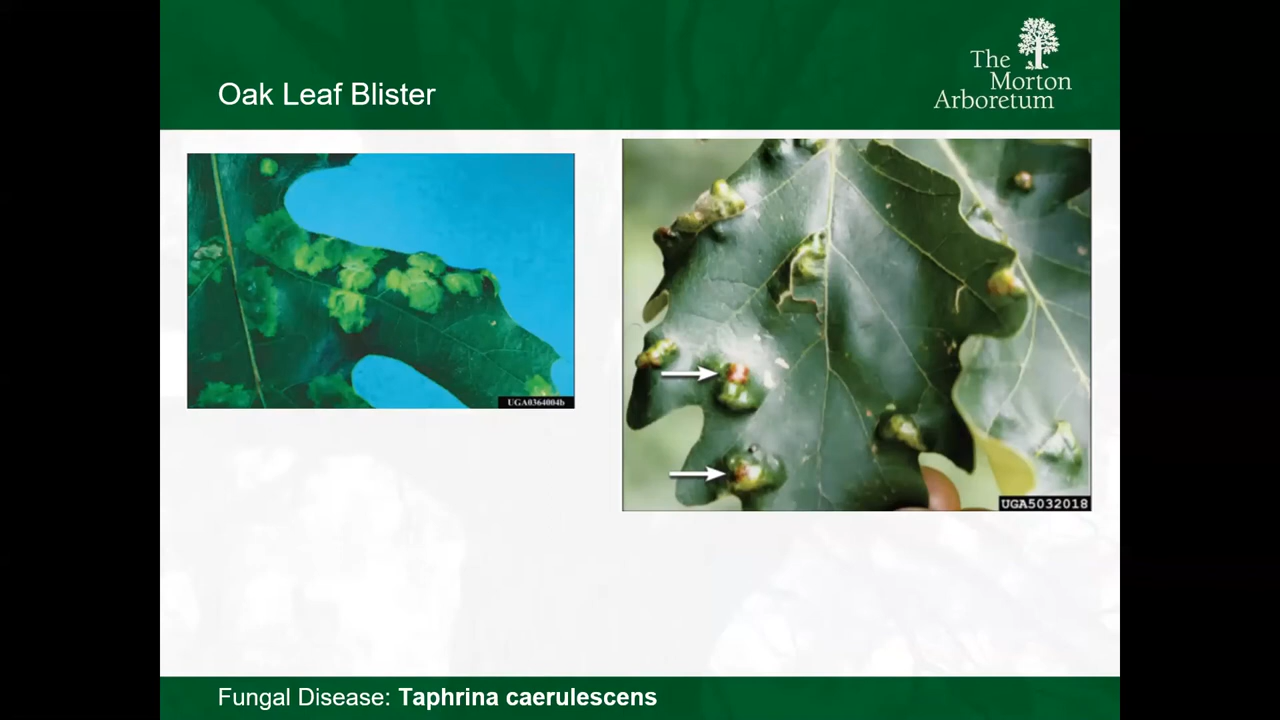 The
Morton
Arboretum
Oak Leaf Blister
UGA0364004b
UGA5032018
Fungal Disease: Taphrina caerulescens